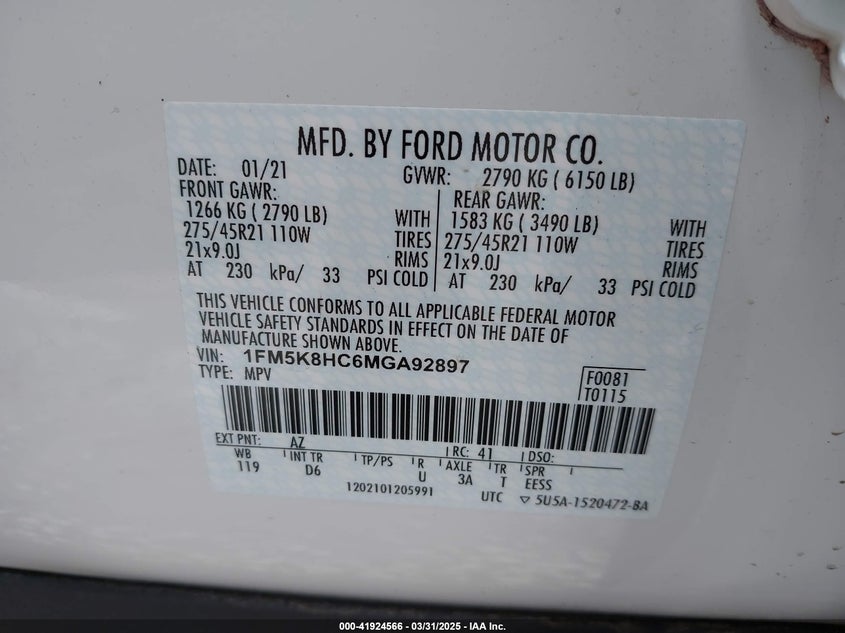 MFD. BY FORD MOTOR CO.
DATE: 01/21 GVWR: 2790 KG ( 6150 LB)
FRONT GAWR: REAR GAWR:
1266 KG ( 2790 LB) WITH 1583 KG ( 3490 LB) WITH
275/45R21 110W TIRES 275/45R21 110W TIRES
21x9.0J RIMS 21x9.0J RIMS
AT 230 kPa/ 33 PSI COLD AT 230 kPa/ 33 PSI COLD
THIS VEHICLE CONFORMS TO ALL APPLICABLE FEDERAL MOTOR
VEHICLE SAFETY STANDARDS IN EFFECT ON THE DATE OF
MANUFACTURE SHOWN ABOVE.
VIN: 1FM5K8HC6MGA92897
TYPE: MPV F0081
T0115
EXT PNT: AZ RC: 41 DSO:
WB INT TR TP/PS R AXLE TR SPR
119 D6 U 3A T EESS
1202101205991 UTC ▽ 5U5A-1520472-BA
000-41924566 — 03/31/2025 — IAA Inc.